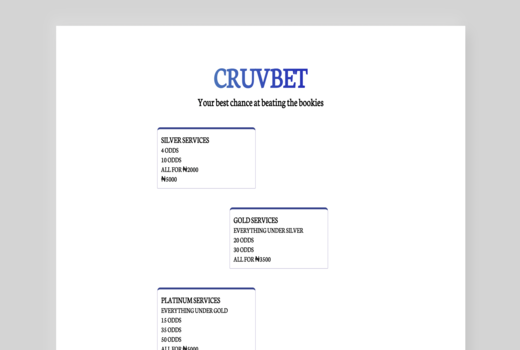 CRUVBET
Your best chance at beating the bookies
SILVER SERVICES
4 ODDS
10 ODDS
ALL FOR ₦2000
₦5000
GOLD SERVICES
EVERYTHING UNDER SILVER
20 ODDS
30 ODDS
ALL FOR ₦3500
PLATINUM SERVICES
EVERYTHING UNDER GOLD
15 ODDS
35 ODDS
50 ODDS
ALL FOR ₦5000